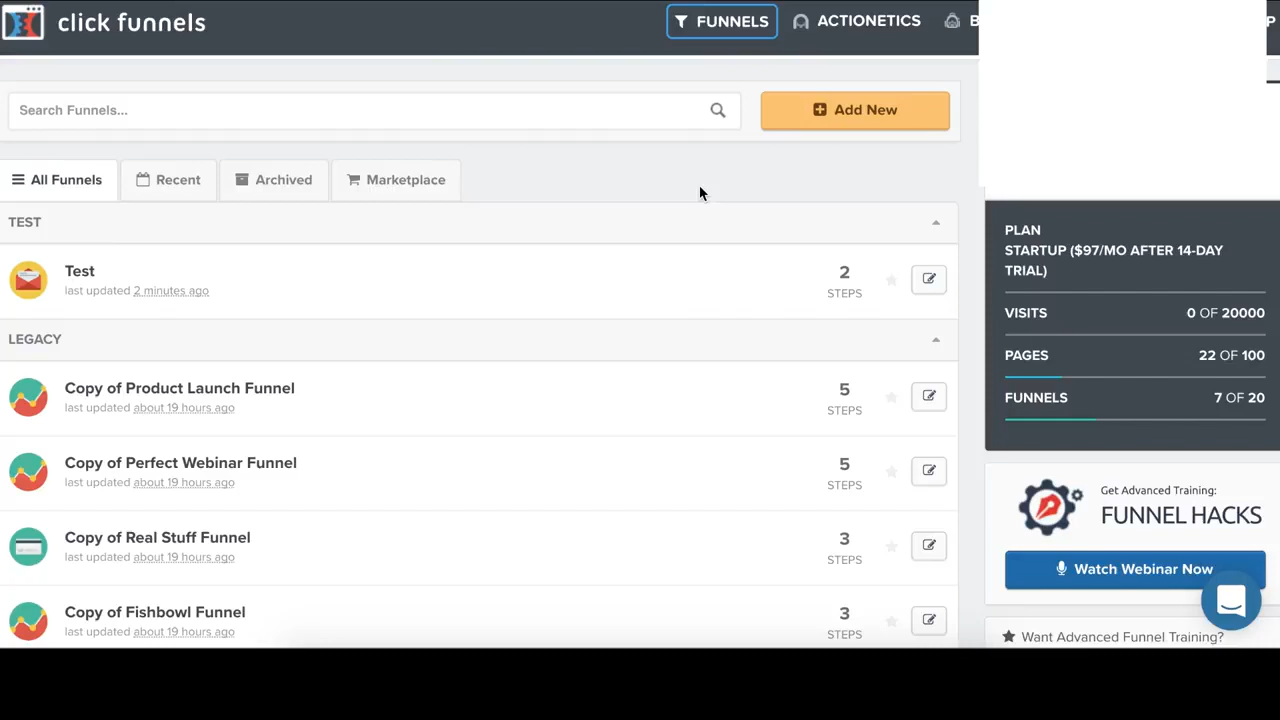 click funnels
FUNNELS
ACTIONETICS
Search Funnels...
Add New
All Funnels
Recent
Archived
Marketplace
TEST
Test
last updated 2 minutes ago
2
STEPS
LEGACY
Copy of Product Launch Funnel
last updated about 19 hours ago
5
STEPS
Copy of Perfect Webinar Funnel
last updated about 19 hours ago
5
STEPS
Copy of Real Stuff Funnel
last updated about 19 hours ago
3
STEPS
Copy of Fishbowl Funnel
last updated about 19 hours ago
3
STEPS
PLAN
STARTUP ($97/MO AFTER 14-DAY
TRIAL)
VISITS 0 OF 20000
PAGES 22 OF 100
FUNNELS 7 OF 20
Get Advanced Training:
FUNNEL HACKS
Watch Webinar Now
Want Advanced Funnel Training?